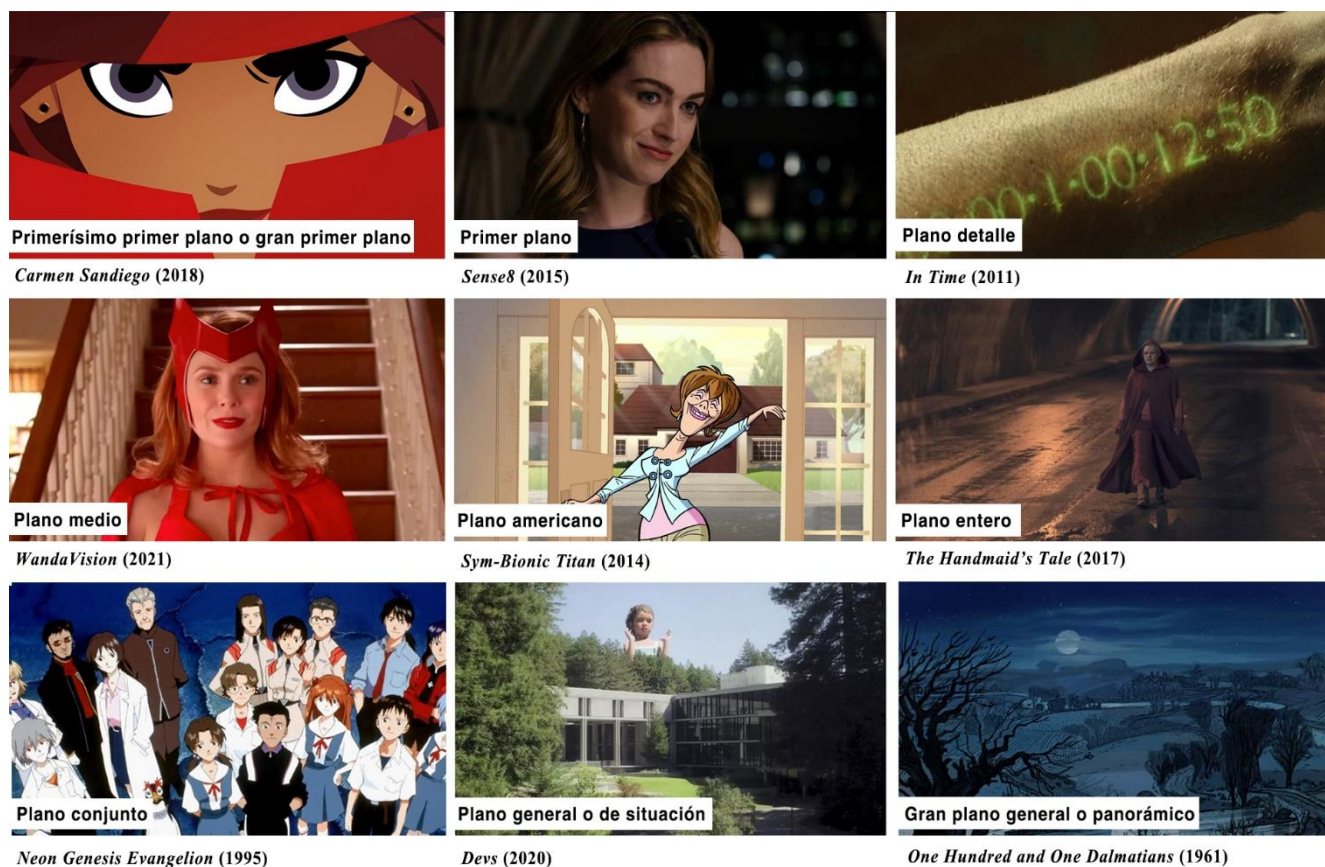 Primerísimo primer plano o gran primer plano
Carmen Sandiego (2018)
Primer plano
Sense8 (2015)
00·1·00·12·50
Plano detalle
In Time (2011)
Plano medio
WandaVision (2021)
Plano americano
Sym-Bionic Titan (2014)
Plano entero
The Handmaid’s Tale (2017)
Plano conjunto
Neon Genesis Evangelion (1995)
Plano general o de situación
Devs (2020)
Gran plano general o panorámico
One Hundred and One Dalmatians (1961)